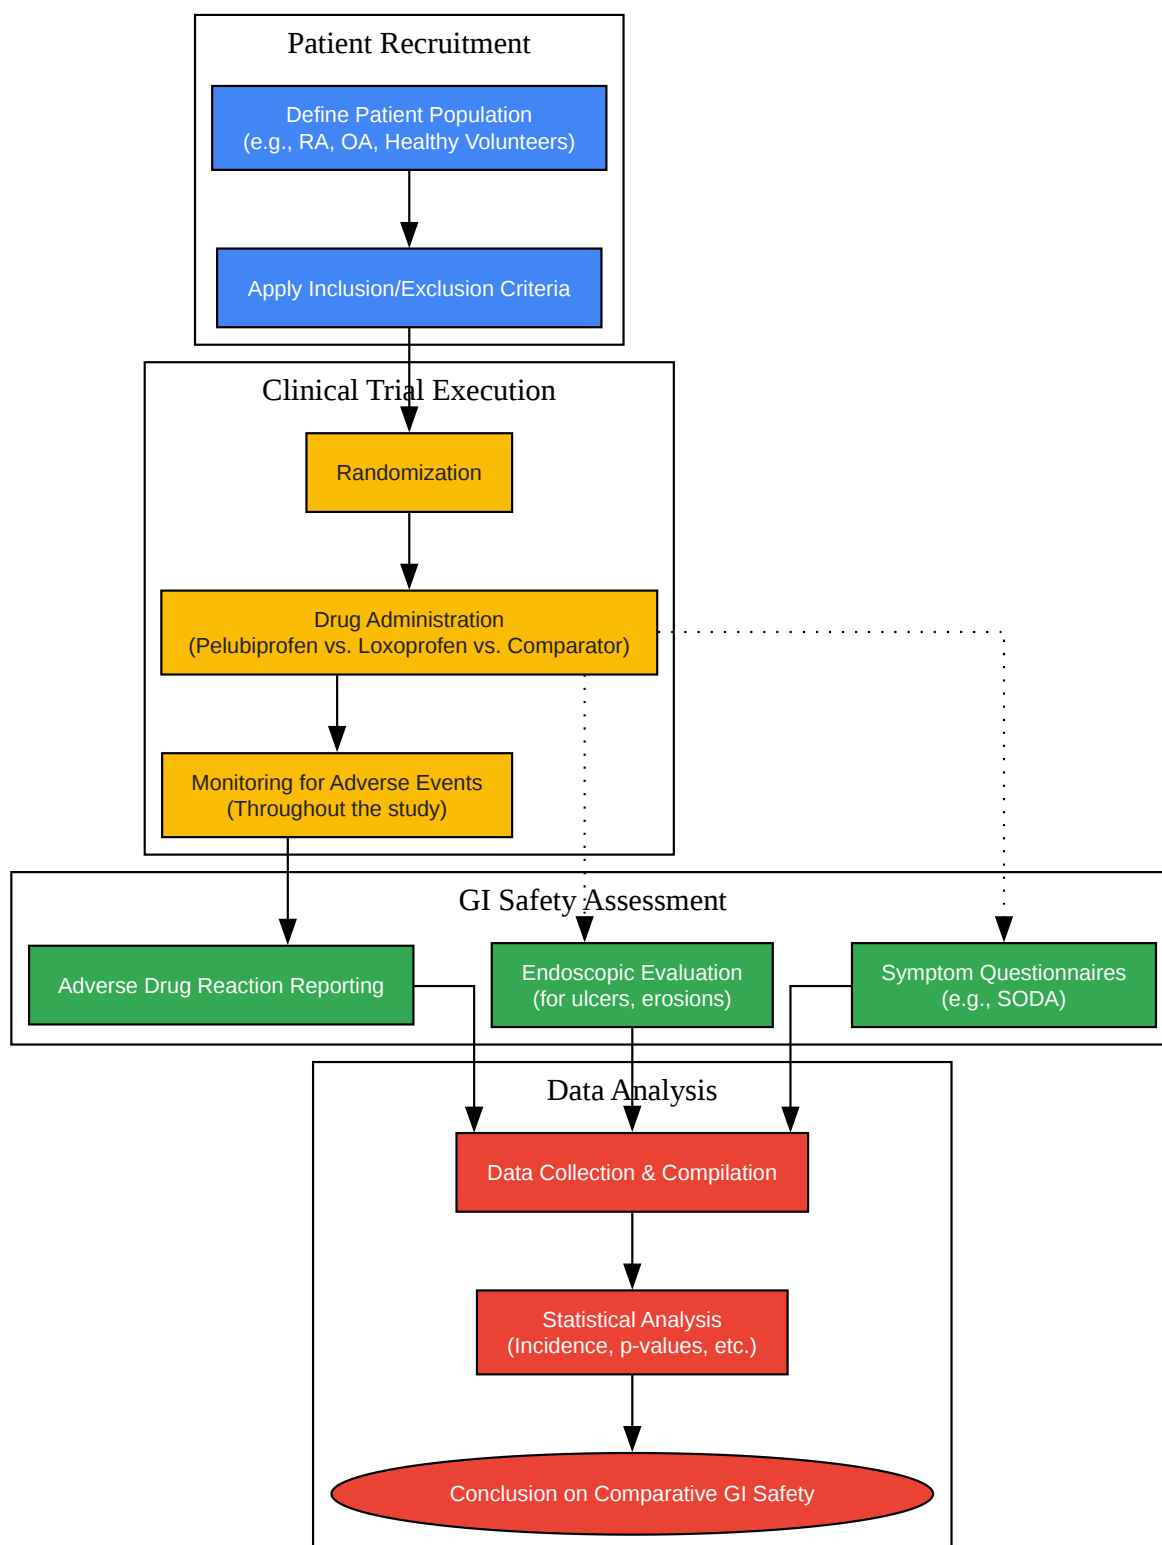 Patient Recruitment
Define Patient Population
(e.g., RA, OA, Healthy Volunteers)
Apply Inclusion/Exclusion Criteria
Clinical Trial Execution
Randomization
Drug Administration
(Pelubiprofen vs. Loxoprofen vs. Comparator)
Monitoring for Adverse Events
(Throughout the study)
GI Safety Assessment
Adverse Drug Reaction Reporting
Endoscopic Evaluation
(for ulcers, erosions)
Symptom Questionnaires
(e.g., SODA)
Data Analysis
Data Collection & Compilation
Statistical Analysis
(Incidence, p-values, etc.)
Conclusion on Comparative GI Safety